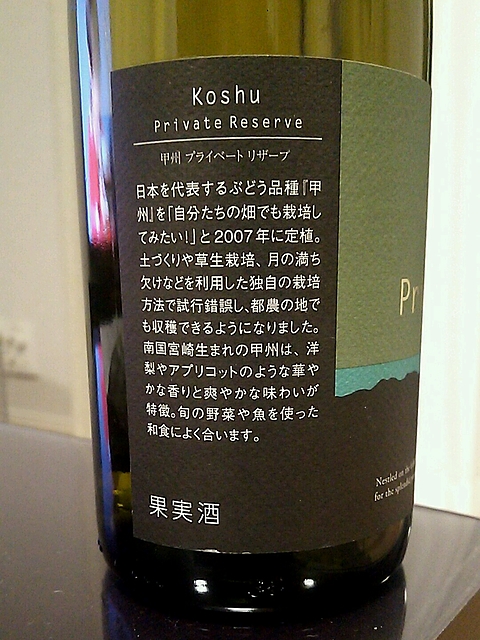 Koshu
Private Reserve
甲州 プライベート リザーブ
日本を代表するぶどう品種『甲
州』を「自分たちの畑でも栽培し
てみたい!」と2007年に定植。
土づくりや草生栽培、月の満ち
欠けなどを利用した独自の栽培
方法で試行錯誤し、都農の地で
も収穫できるようになりました。
南国宮崎生まれの甲州は、洋
梨やアプリコットのような華や
かな香りと爽やかな味わいが
特徴。旬の野菜や魚を使った
和食によく合います。
果実酒
Pr
Nestled on the
for the splendid